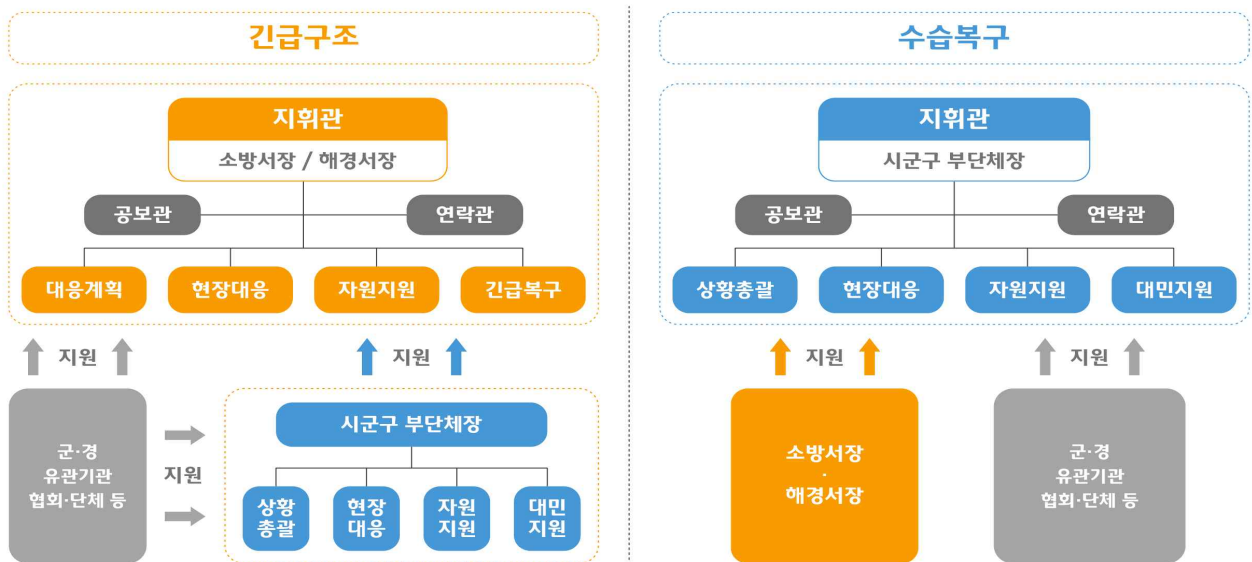 긴급구조
지휘관
소방서장 / 해경서장
공보관
연락관
대응계획
현장대응
자원지원
긴급복구
지원
지원
군·경
유관기관
협회·단체 등
지원
시군구 부단체장
상황
총괄
현장
대응
자원
지원
대민
지원
수습복구
지휘관
시군구 부단체장
공보관
연락관
상황총괄
현장대응
자원지원
대민지원
지원
지원
소방서장
·
해경서장
군·경
유관기관
협회·단체 등